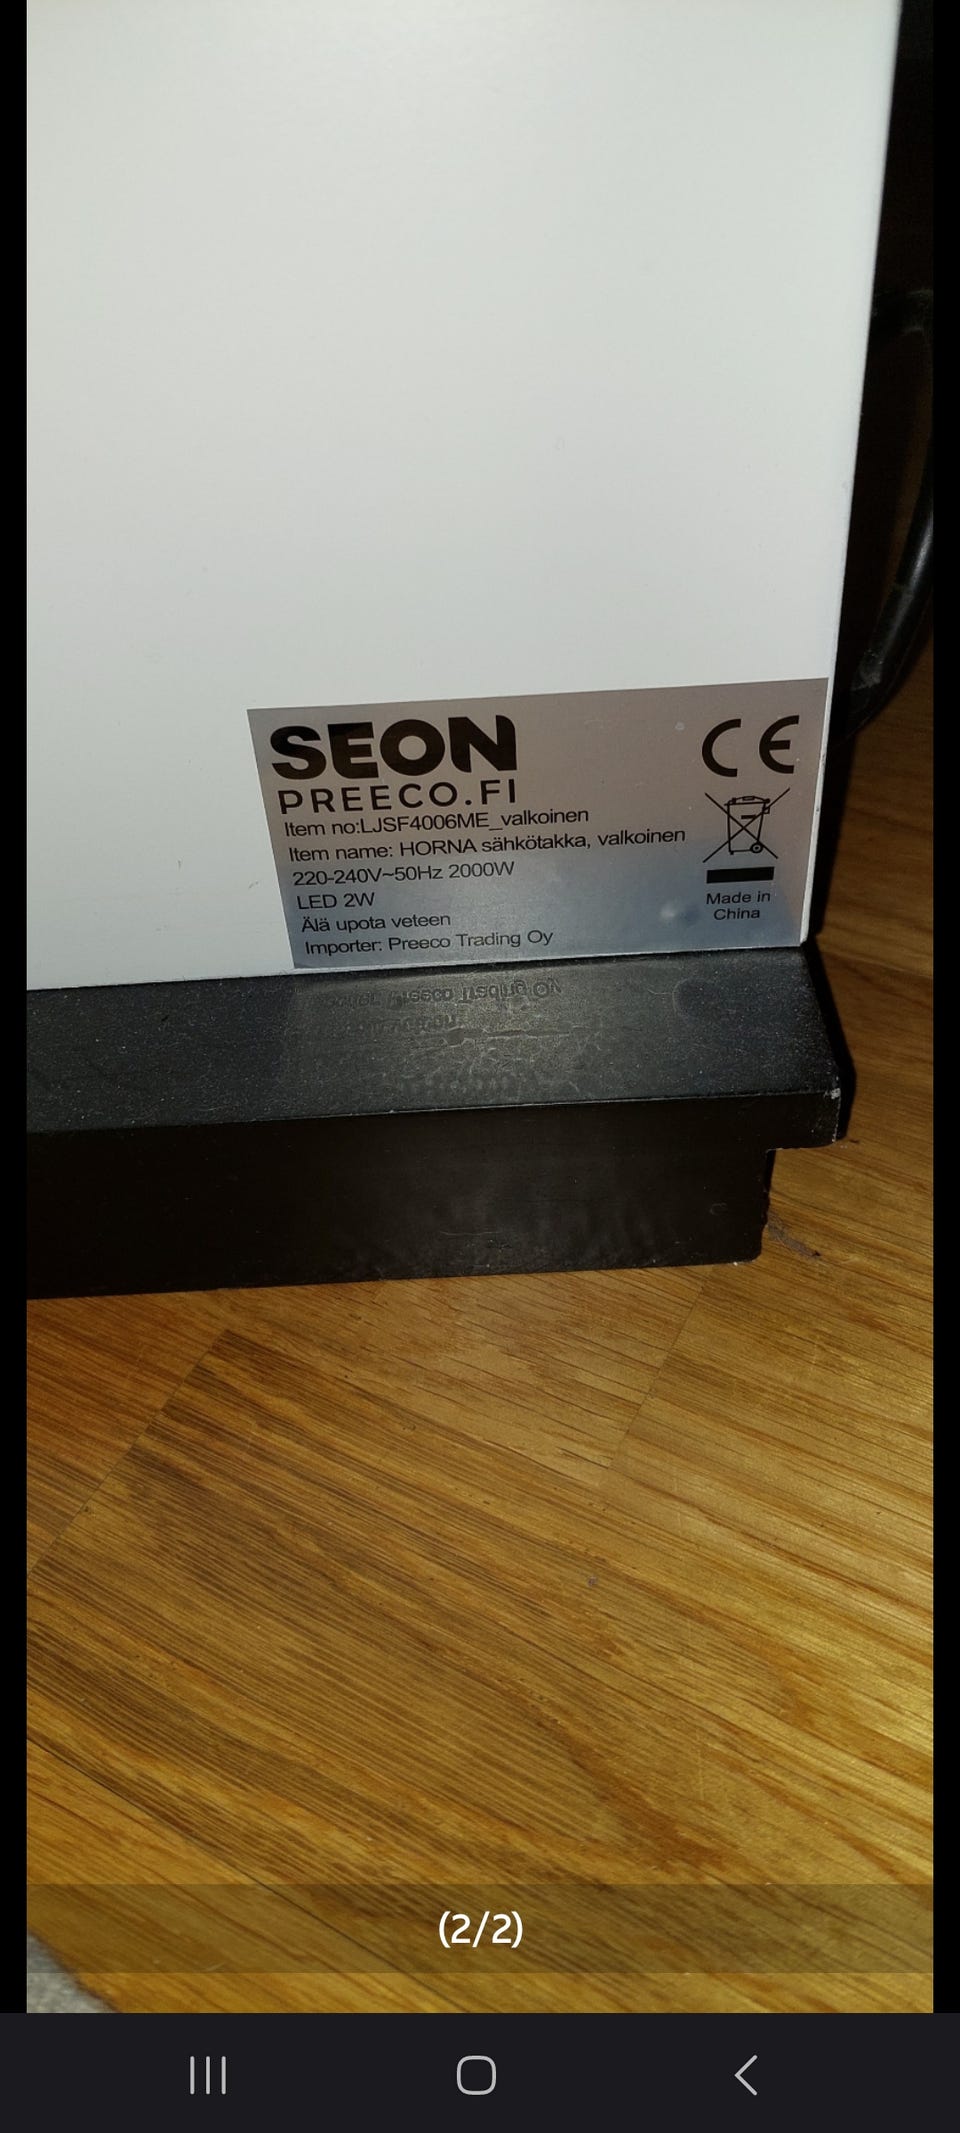 SEON
PREECO.FI
Item no:LJSF4006ME_valkoinen
Item name: HORNA sähkötakka, valkoinen
220-240V~50Hz 2000W
LED 2W
Älä upota veteen
Importer: Preeco Trading Oy
CE
Made in
China
(2/2)